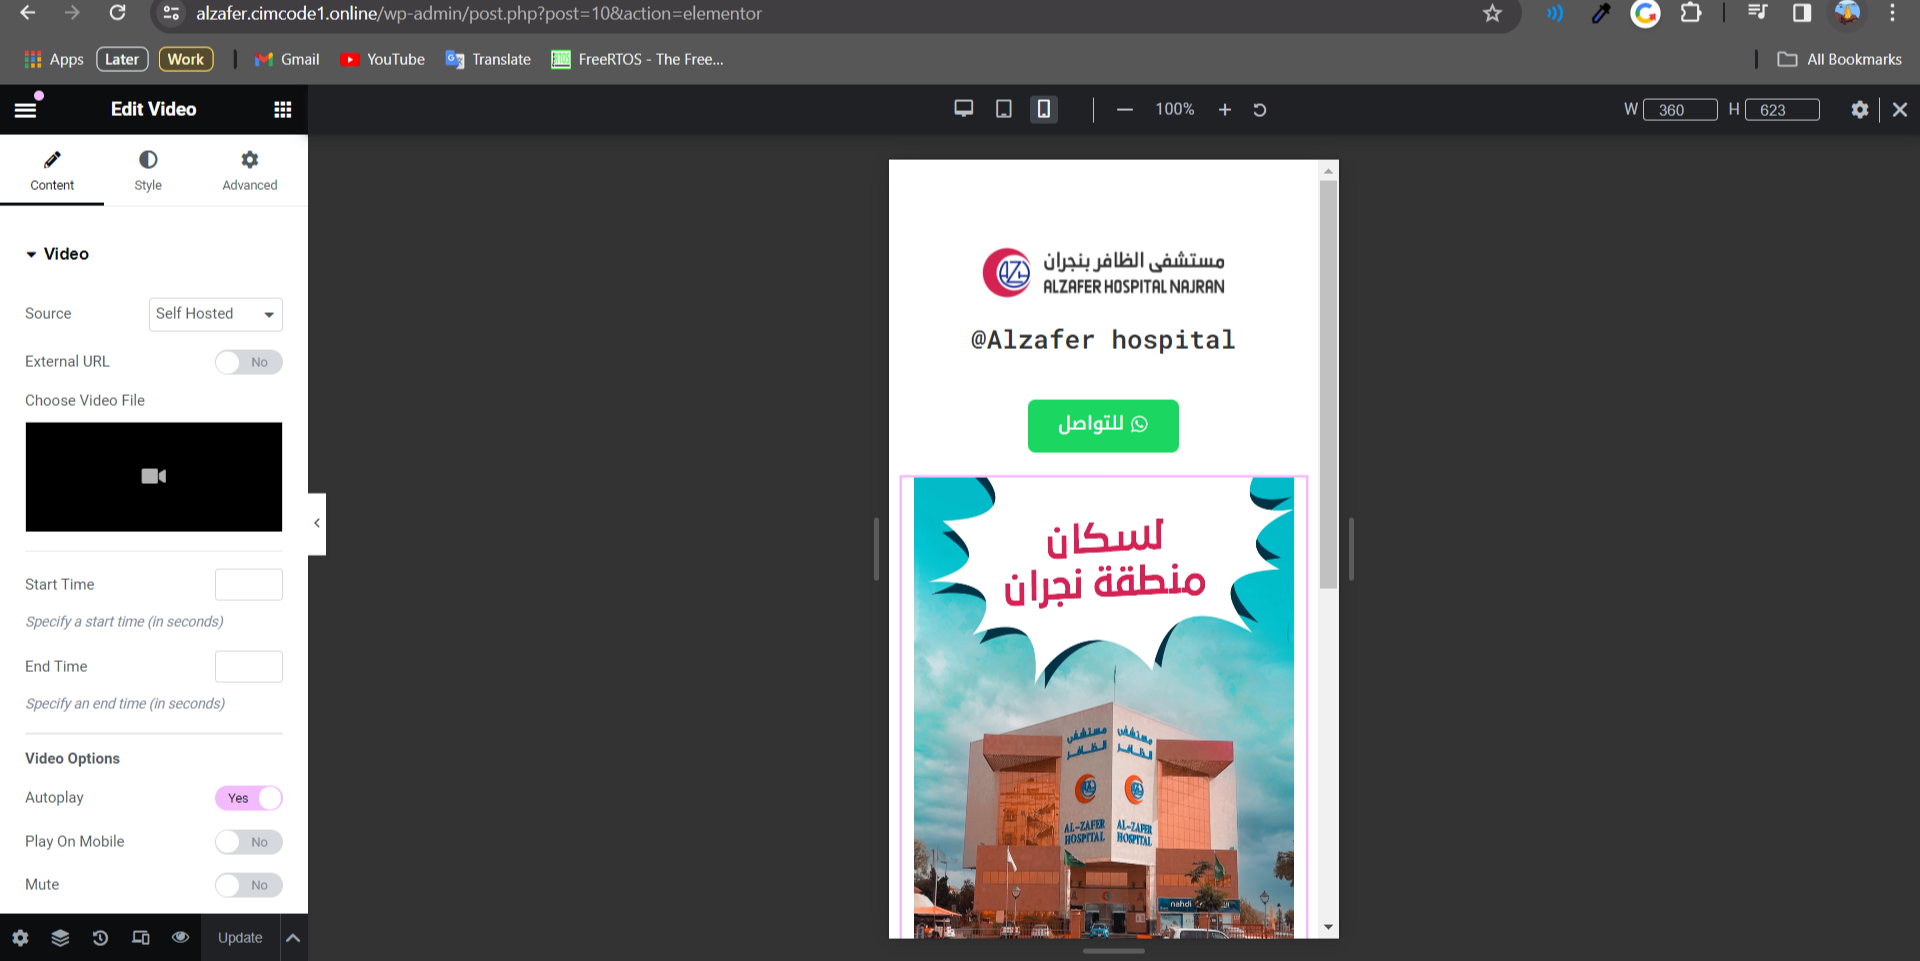 alzafer.cimcode1.online/wp-admin/post.php?post=10&action=elementor
Apps Later Work Gmail YouTube Translate FreeRTOS - The Free... All Bookmarks
Edit Video
100% W 360 H 623
Content Style Advanced
Video
Source Self Hosted
External URL No
Choose Video File
Start Time
Specify a start time (in seconds)
End Time
Specify an end time (in seconds)
Video Options
Autoplay Yes
Play On Mobile No
Mute No
Update
مستشفى الظافر بنجران
ALZAFER HOSPITAL NAJRAN
@Alzafer hospital
للتواصل
لسكان
منطقة نجران
مستشفى الظافر
مستشفى الظافر
AL-ZAFER HOSPITAL
AL-ZAFER HOSPITAL
nahdi